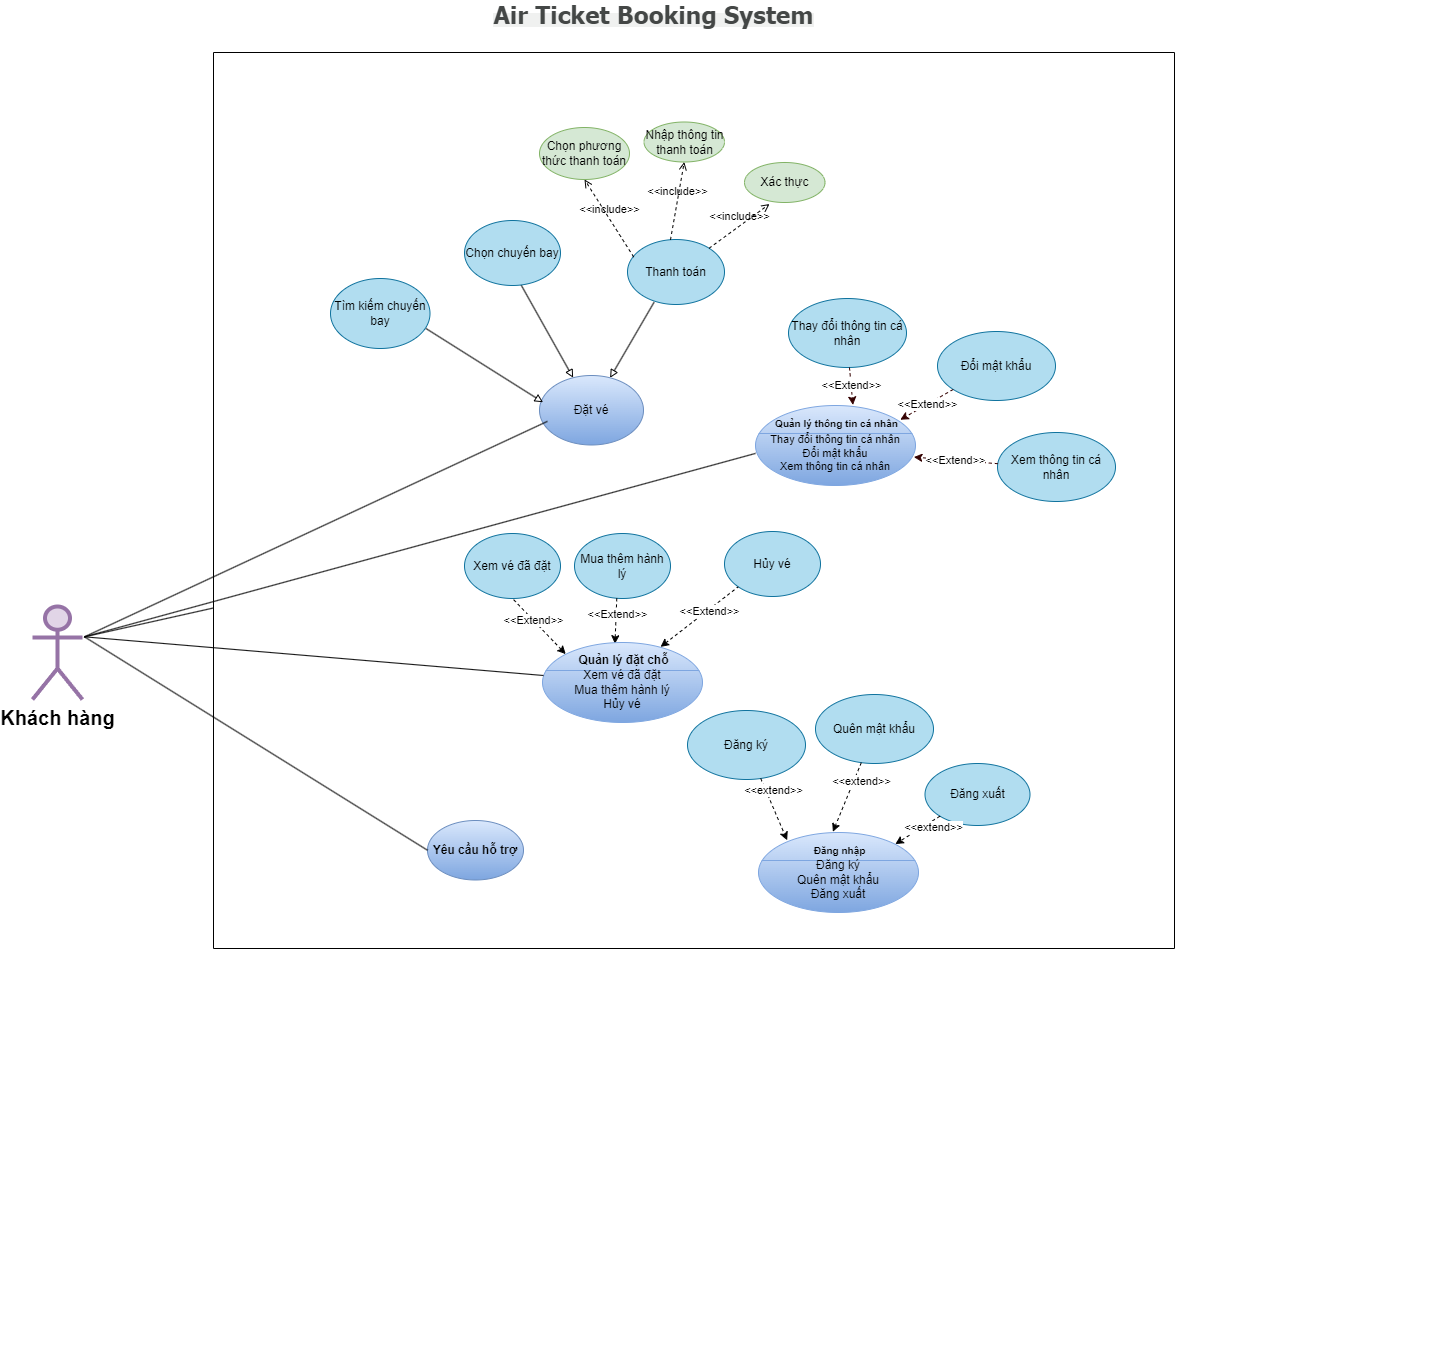 Air Ticket Booking System
Chọn phương
thức thanh toán
Nhập thông tin
thanh toán
Xác thực
<<include>>
<<include>>
<<include>>
Chọn chuyến bay
Thanh toán
Tìm kiếm chuyến
bay
Thay đổi thông tin cá
nhân
Đổi mật khẩu
<<Extend>>
<<Extend>>
Đặt vé
Quản lý thông tin cá nhân
Thay đổi thông tin cá nhân
Đổi mật khẩu
Xem thông tin cá nhân
<<Extend>>
Xem thông tin cá
nhân
Xem vé đã đặt
Mua thêm hành
lý
Hủy vé
<<Extend>>
<<Extend>>
<<Extend>>
Quản lý đặt chỗ
Xem vé đã đặt
Mua thêm hành lý
Hủy vé
Khách hàng
Đăng ký
Quên mật khẩu
Đăng xuất
<<extend>>
<<extend>>
<<extend>>
Yêu cầu hỗ trợ
Đăng nhập
Đăng ký
Quên mật khẩu
Đăng xuất